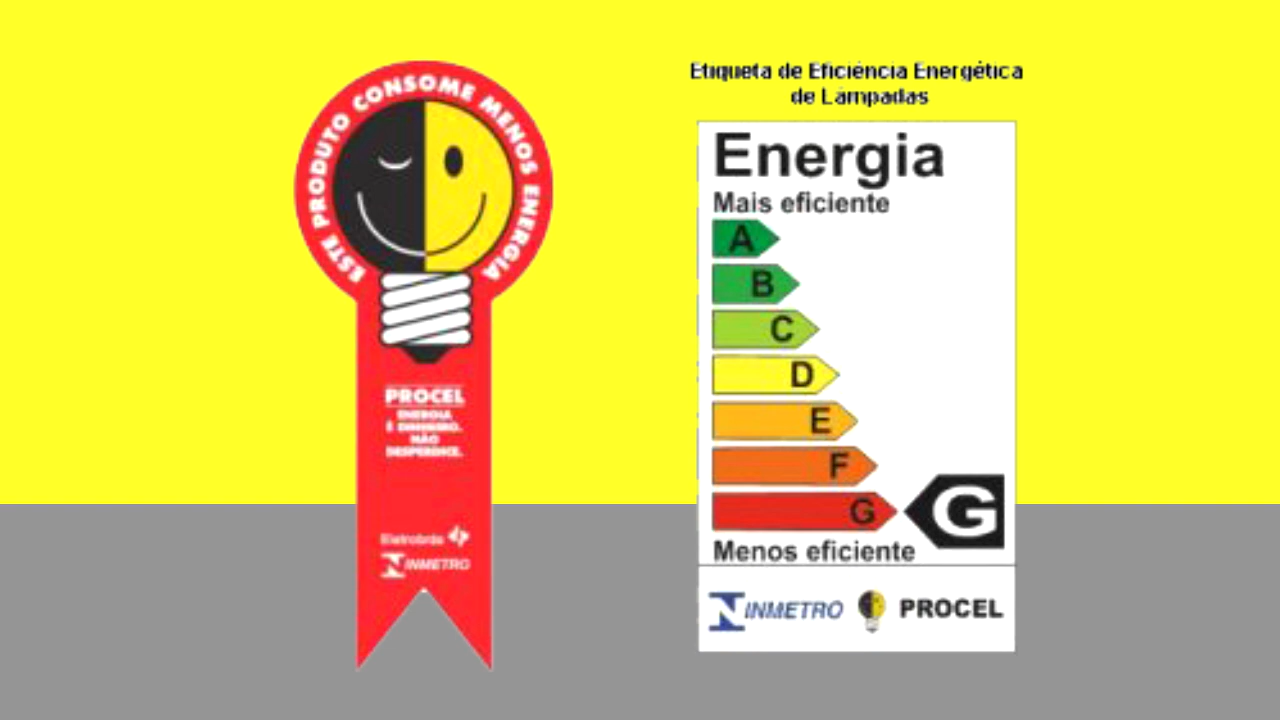 ESTE PRODUTO CONSOME MENOS ENERGIA
PROCEL
ENERGIA
É DINHEIRO.
NÃO
DESPERDICE.
Eletrobrás
INMETRO
Etiqueta de Eficiência Energética
de Lâmpadas
Energia
Mais eficiente
A
B
C
D
E
F
G
G
Menos eficiente
INMETRO PROCEL